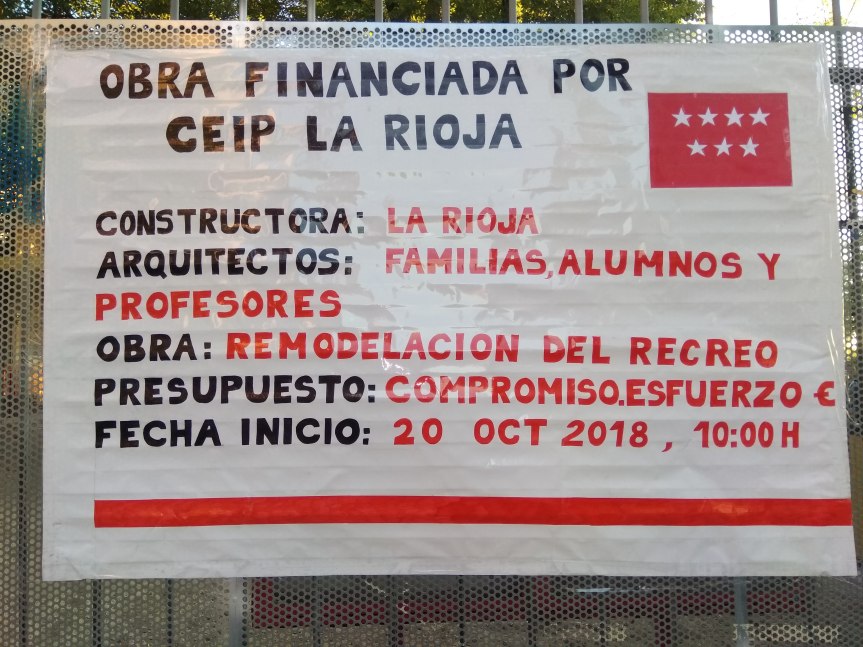 OBRA FINANCIADA POR
CEIP LA RIOJA
CONSTRUCTORA: LA RIOJA
ARQUITECTOS: FAMILIAS, ALUMNOS Y
PROFESORES
OBRA: REMODELACION DEL RECREO
PRESUPUESTO: COMPROMISO.ESFUERZO €
FECHA INICIO: 20 OCT 2018, 10:00 H